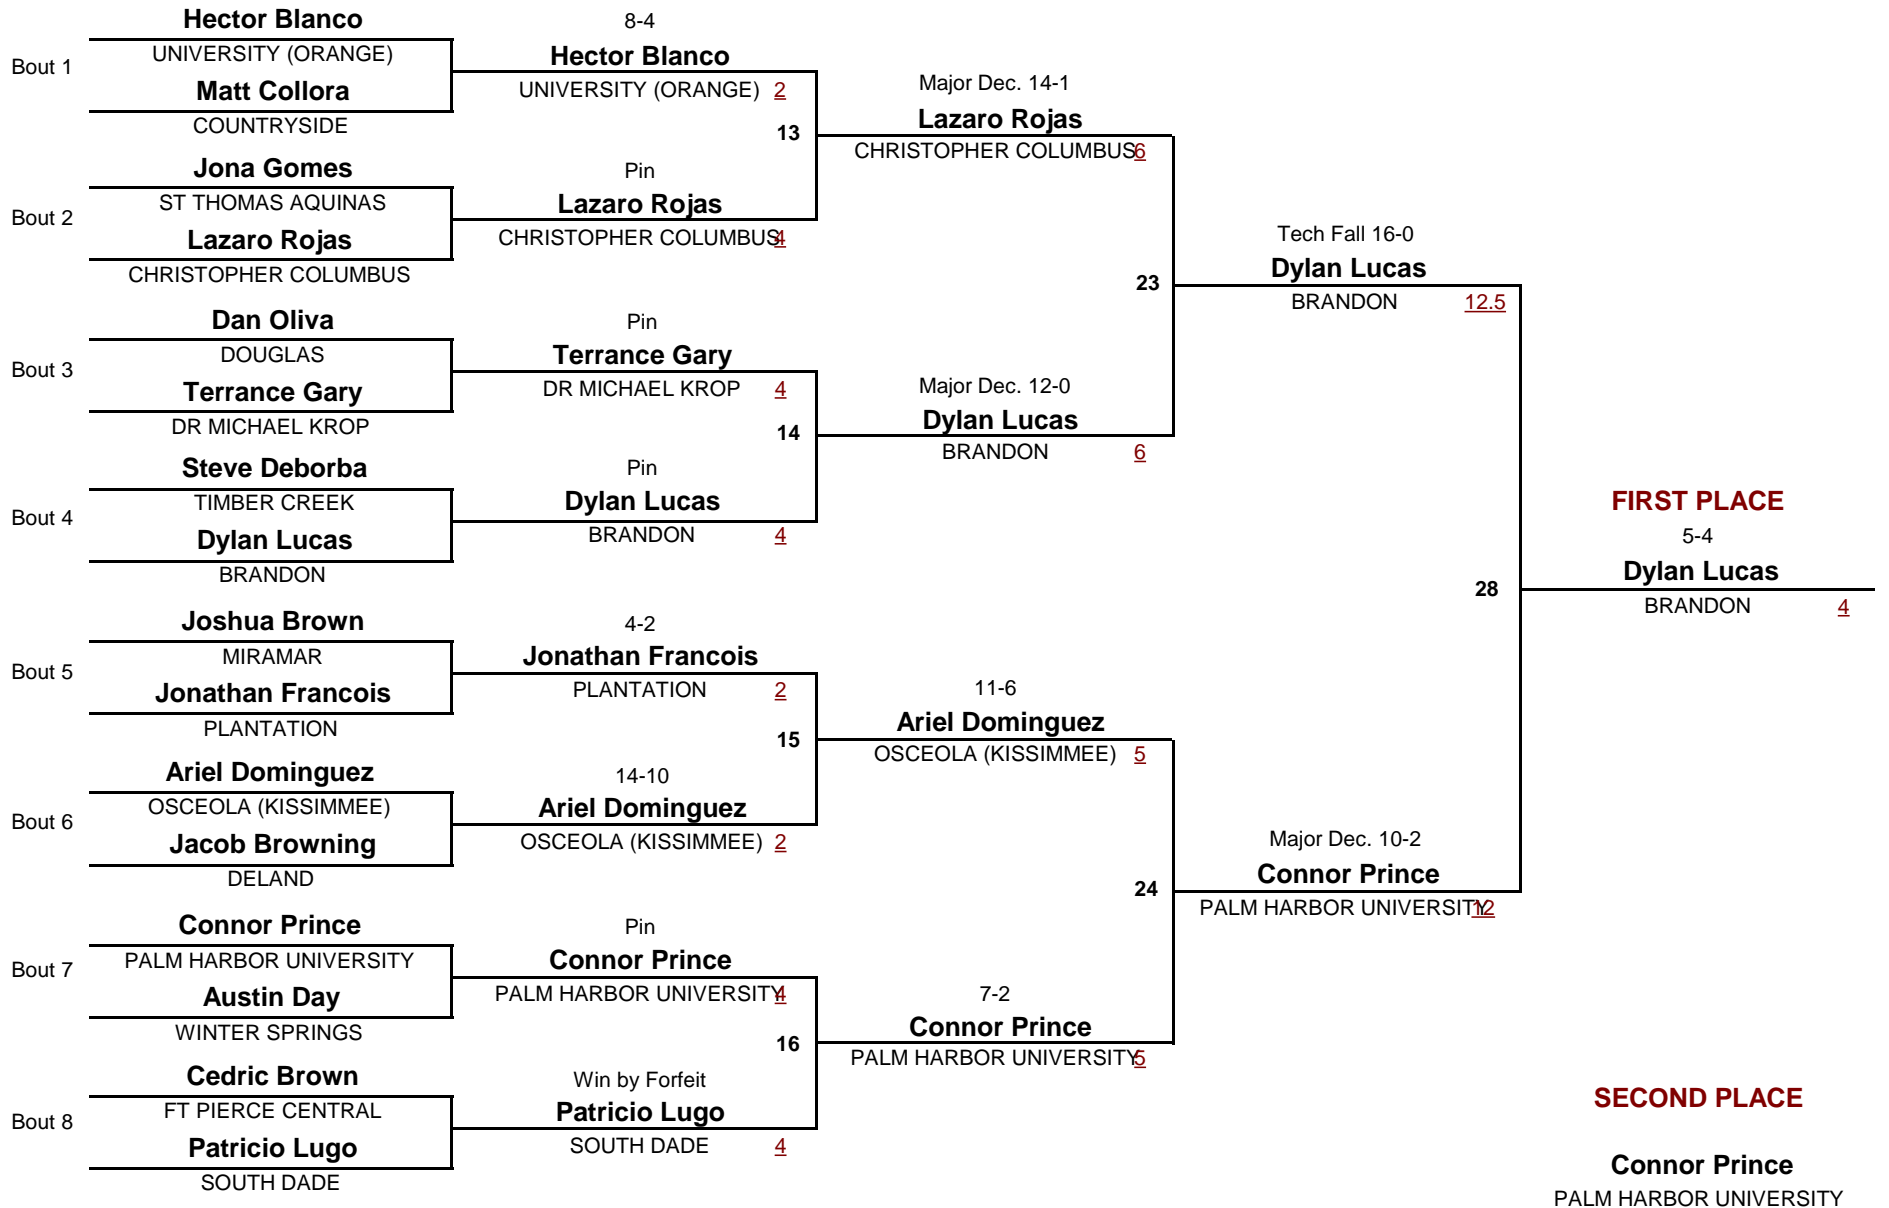 Hector Blanco
Bout 1
UNIVERSITY (ORANGE)
Matt Collora
COUNTRYSIDE
Jona Gomes
Bout 2
ST THOMAS AQUINAS
Lazaro Rojas
CHRISTOPHER COLUMBUS
Dan Oliva
Bout 3
DOUGLAS
Terrance Gary
DR MICHAEL KROP
Steve Deborba
Bout 4
TIMBER CREEK
Dylan Lucas
BRANDON
Joshua Brown
Bout 5
MIRAMAR
Jonathan Francois
PLANTATION
Ariel Dominguez
Bout 6
OSCEOLA (KISSIMMEE)
Jacob Browning
DELAND
Connor Prince
Bout 7
PALM HARBOR UNIVERSITY
Austin Day
WINTER SPRINGS
Cedric Brown
Bout 8
FT PIERCE CENTRAL
Patricio Lugo
SOUTH DADE
8-4
Hector Blanco
UNIVERSITY (ORANGE) 2
13
Pin
Lazaro Rojas
CHRISTOPHER COLUMBUS 4
Pin
Terrance Gary
DR MICHAEL KROP 4
14
Pin
Dylan Lucas
BRANDON 4
4-2
Jonathan Francois
PLANTATION 2
15
14-10
Ariel Dominguez
OSCEOLA (KISSIMMEE) 2
Pin
Connor Prince
PALM HARBOR UNIVERSITY 4
16
Win by Forfeit
Patricio Lugo
SOUTH DADE 4
Major Dec. 14-1
Lazaro Rojas
CHRISTOPHER COLUMBUS 6
23
Major Dec. 12-0
Dylan Lucas
BRANDON 6
11-6
Ariel Dominguez
OSCEOLA (KISSIMMEE) 5
24
7-2
Connor Prince
PALM HARBOR UNIVERSITY 5
Tech Fall 16-0
Dylan Lucas
BRANDON 12.5
28
Major Dec. 10-2
Connor Prince
PALM HARBOR UNIVERSITY 12
FIRST PLACE
5-4
Dylan Lucas
BRANDON 4
SECOND PLACE
Connor Prince
PALM HARBOR UNIVERSITY